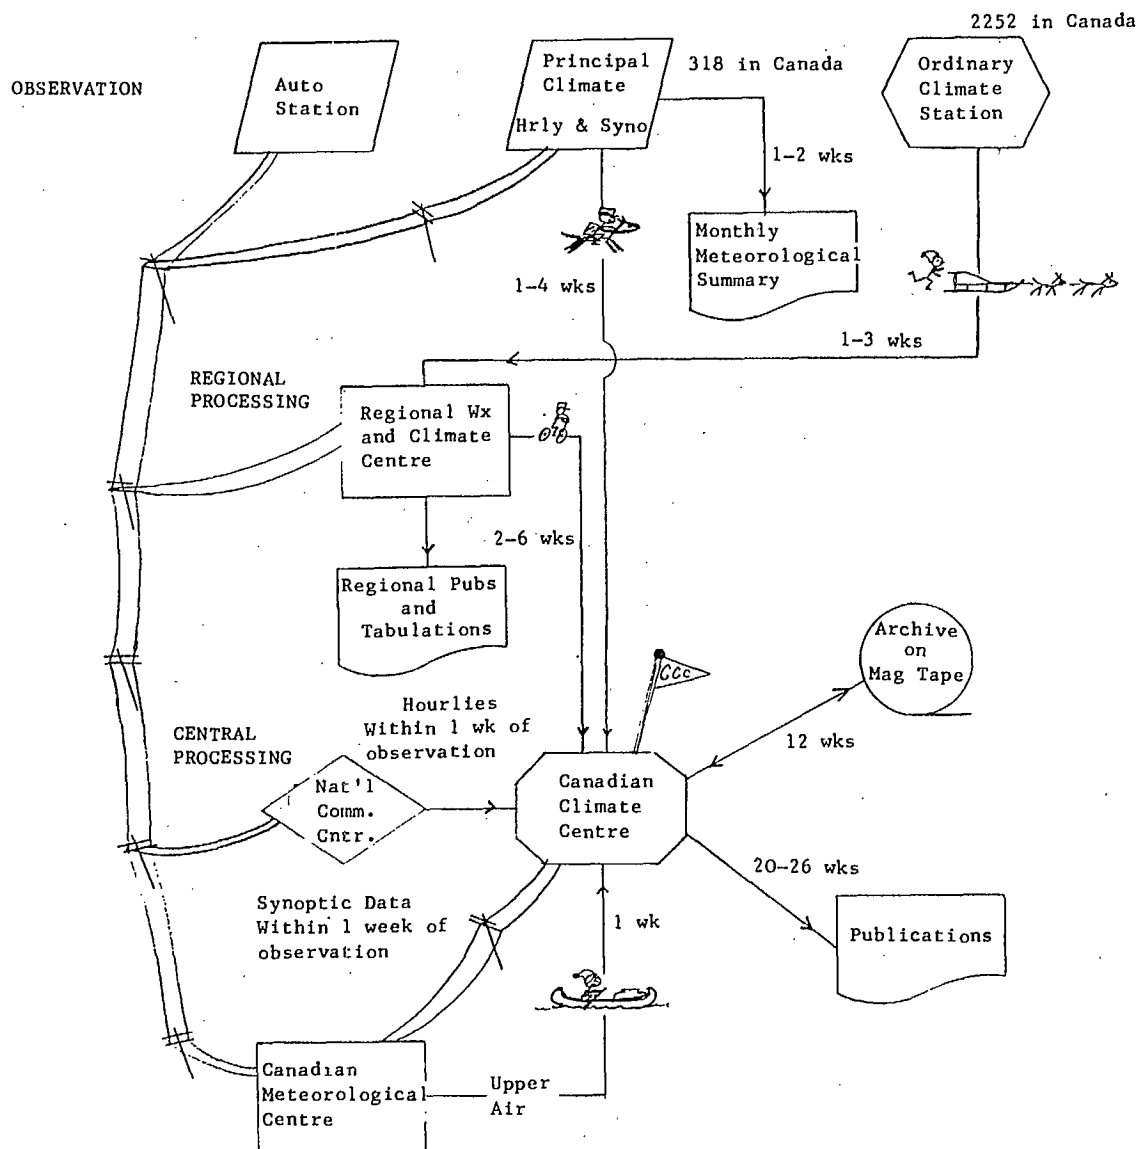 2252 in Canada
OBSERVATION
Auto
Station
Principal
Climate
Hrly & Syno
318 in Canada
Ordinary
Climate
Station
1-2 wks
Monthly
Meteorological
Summary
1-4 wks
1-3 wks
REGIONAL
PROCESSING
Regional Wx
and Climate
Centre
2-6 wks
Regional Pubs
and
Tabulations
Archive
on
Mag Tape
CCC
Hourlies
Within 1 wk of
observation
12 wks
CENTRAL
PROCESSING
Nat'l
Comm.
Cntr.
Canadian
Climate
Centre
20-26 wks
Synoptic Data
Within 1 week of
observation
1 wk
Publications
Canadian
Meteorological
Centre
Upper
Air